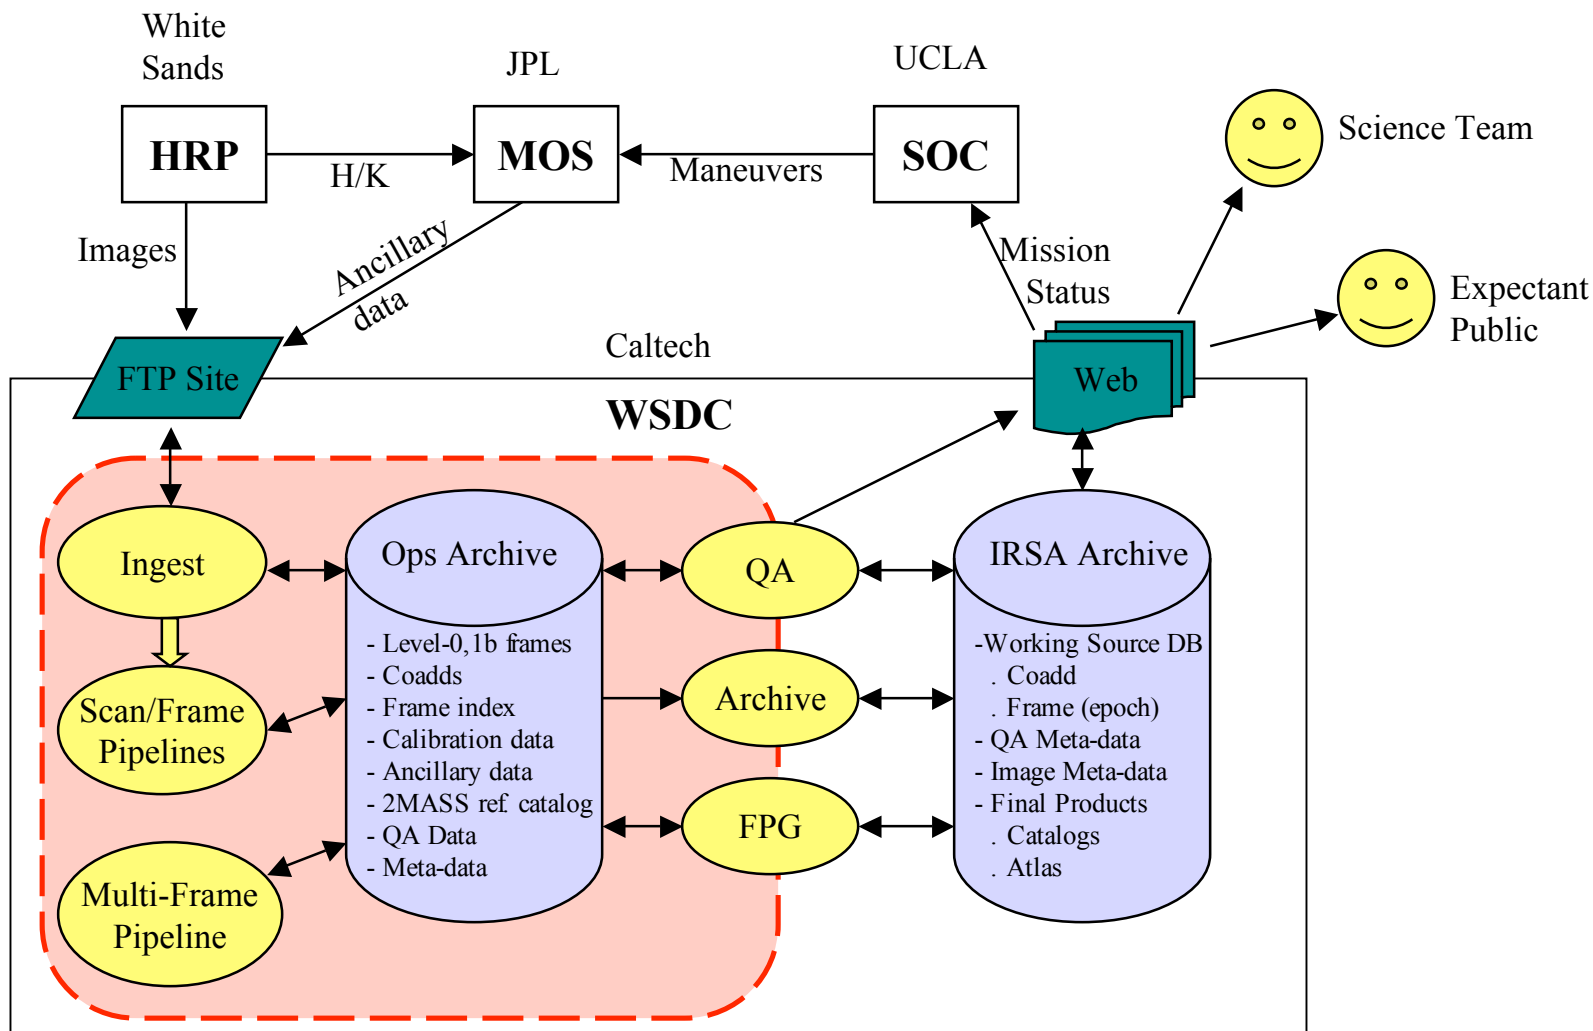 White
Sands
JPL
UCLA
HRP
MOS
SOC
Science Team
H/K
Maneuvers
Images
Ancillary
data
Mission
Status
Expectant
Public
Caltech
FTP Site
Web
WSDC
Ingest
Ops Archive
QA
IRSA Archive
Scan/Frame
Pipelines
- Level-0,1b frames
- Coadds
- Frame index
- Calibration data
- Ancillary data
- 2MASS ref catalog
- QA Data
- Meta-data
Archive
-Working Source DB
. Coadd
. Frame (epoch)
- QA Meta-data
- Image Meta-data
- Final Products
. Catalogs
. Atlas
FPG
Multi-Frame
Pipeline